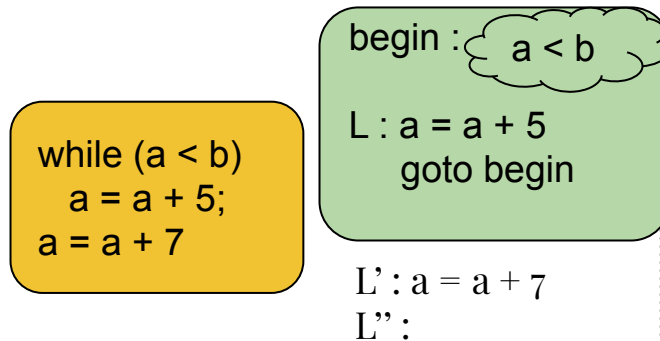 while (a < b)
a = a + 5;
a = a + 7
begin : a < b
L : a = a + 5
goto begin
L’ : a = a + 7
L’’ :